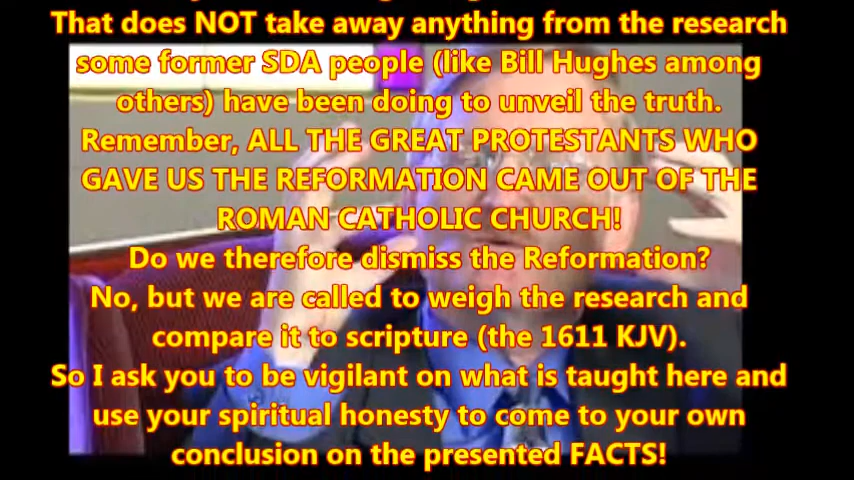 That does NOT take away anything from the research
some former SDA people (like Bill Hughes among
others) have been doing to unveil the truth.
Remember, ALL THE GREAT PROTESTANTS WHO
GAVE US THE REFORMATION CAME OUT OF THE
ROMAN CATHOLIC CHURCH!
Do we therefore dismiss the Reformation?
No, but we are called to weigh the research and
compare it to scripture (the 1611 KJV).
So I ask you to be vigilant on what is taught here and
use your spiritual honesty to come to your own
conclusion on the presented FACTS!